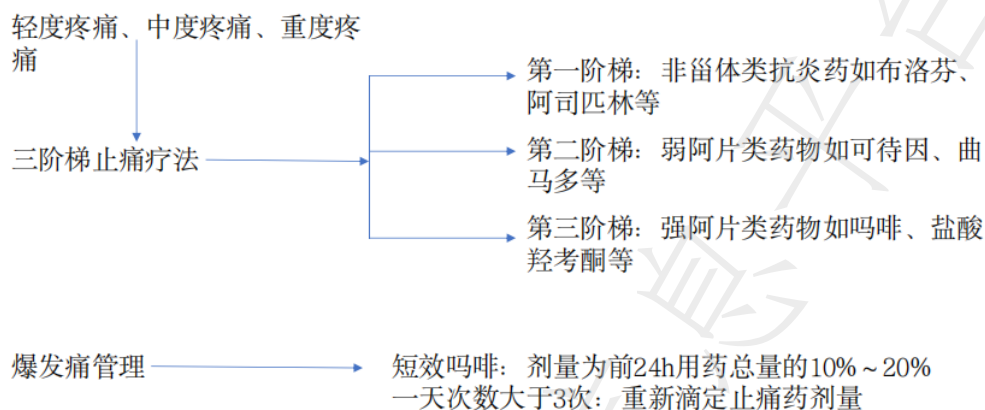 轻度疼痛、中度疼痛、重度疼
痛
三阶梯止痛疗法
第一阶梯：非甾体类抗炎药如布洛芬、
阿司匹林等
第二阶梯：弱阿片类药物如可待因、曲
马多等
第三阶梯：强阿片类药物如吗啡、盐酸
羟考酮等
爆发痛管理
短效吗啡：剂量为前24h用药总量的10%～20%
一天次数大于3次：重新滴定止痛药剂量